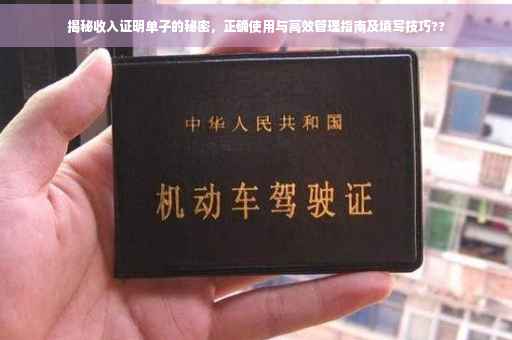 揭秘收入证明单子的秘密，正确使用与高效管理指南及填写技巧??
中华人民共和国
机动车驾驶证